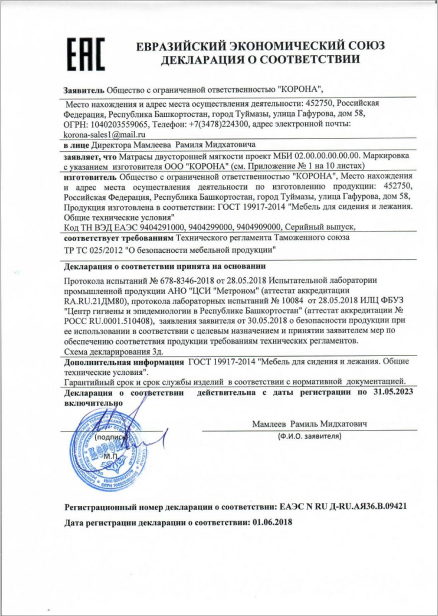 EAC
ЕВРАЗИЙСКИЙ ЭКОНОМИЧЕСКИЙ СОЮЗ
ДЕКЛАРАЦИЯ О СООТВЕТСТВИИ
Заявитель Общество с ограниченной ответственностью "КОРОНА",
Место нахождения и адрес места осуществления деятельности: 452750, Российская
Федерация, Республика Башкортостан, город Туймазы, улица Гафурова, дом 58,
ОГРН: 1040203559065, Телефон: +7(3478)224300, адрес электронной почты:
korona-sales1@mail.ru
в лице Директора Мамлеева Рамиля Мидхатовича
заявляет, что Матрасы двусторонней мягкости проект МБИ 02.00.00.00.00.00. Маркировка
с указанием изготовителя ООО "КОРОНА" (см. Приложение № 1 на 10 листах)
изготовитель Общество с ограниченной ответственностью "КОРОНА", Место нахождения
и адрес места осуществления деятельности по изготовлению продукции: 452750,
Российская Федерация, Республика Башкортостан, город Туймазы, улица Гафурова, дом 58,
Продукция изготовлена в соответствии: ГОСТ 19917-2014 "Мебель для сидения и лежания.
Общие технические условия"
Код ТН ВЭД ЕАЭС 9404291000, 9404299000, 9404909000, Серийный выпуск,
соответствует требованиям Технического регламента Таможенного союза
ТР ТС 025/2012 "О безопасности мебельной продукции"
Декларация о соответствии принята на основании
Протокола испытаний № 678-8346-2018 от 28.05.2018 Испытательной лаборатории
промышленной продукции АНО "ЦСИ "Метроном" (аттестат аккредитации
RA.RU.21ДМ80), протокола лабораторных испытаний № 10084 от 28.05.2018 ИЛЦ ФБУЗ
"Центр гигиены и эпидемиологии в Республике Башкортостан" (аттестат аккредитации №
РОСС RU.0001.510408), заявления заявителя от 30.05.2018 о безопасности продукции при
ее использовании в соответствии с целевым назначением и принятии заявителем мер по
обеспечению соответствия продукции требованиям технических регламентов.
Схема декларирования 3д.
Дополнительная информация ГОСТ 19917-2014 "Мебель для сидения и лежания. Общие
технические условия".
Гарантийный срок и срок службы изделий в соответствии с нормативной документацией.
Декларация о соответствии действительна с даты регистрации по 31.05.2023
включительно
Мамлеев Рамиль Мидхатович
(подпись)
(Ф.И.О. заявителя)
М.П.
Регистрационный номер декларации о соответствии: ЕАЭС N RU Д-RU.АЯ36.В.09421
Дата регистрации декларации о соответствии: 01.06.2018